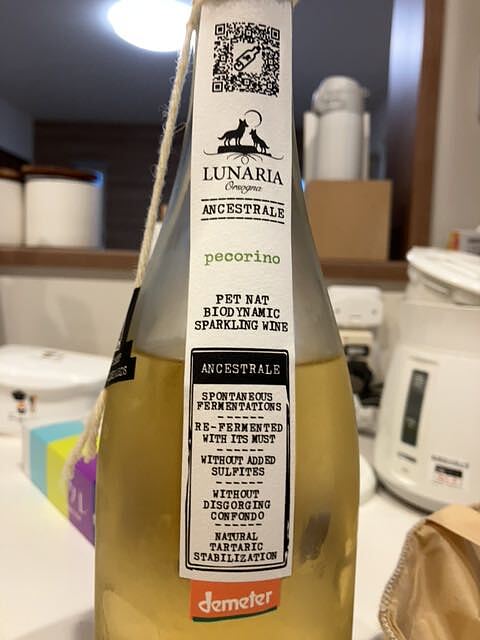 LUNARIA
Orsogna
ANCESTRALE
pecorino
PET NAT
BIODYNAMIC
SPARKLING WINE
ANCESTRALE
SPONTANEOUS
FERMENTATIONS
RE-FERMENTED
WITH ITS MUST
WITHOUT ADDED
SULFITES
WITHOUT
DISGORGING
CONFONDO
NATURAL
TARTARIC
STABILIZATION
demeter